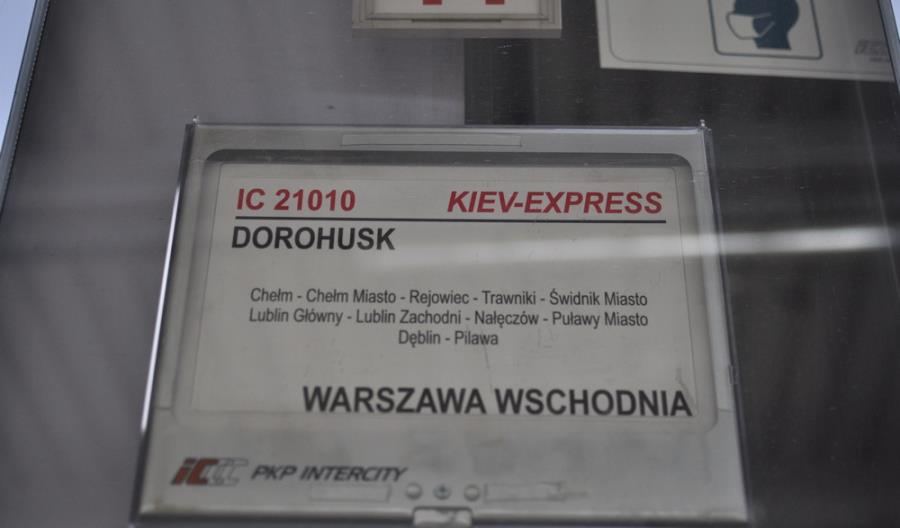 IC 21010 KIEV-EXPRESS
DOROHUSK
Chełm - Chełm Miasto - Rejowiec - Trawniki - Świdnik Miasto
Lublin Główny - Lublin Zachodni - Nałęczów - Puławy Miasto
Dęblin - Pilawa
WARSZAWA WSCHODNIA
IC PKP INTERCITY